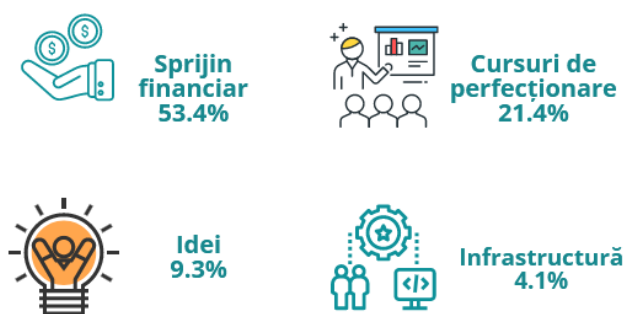 Sprijin
financiar
53.4%
Cursuri de
perfecționare
21.4%
Idei
9.3%
Infrastructură
4.1%